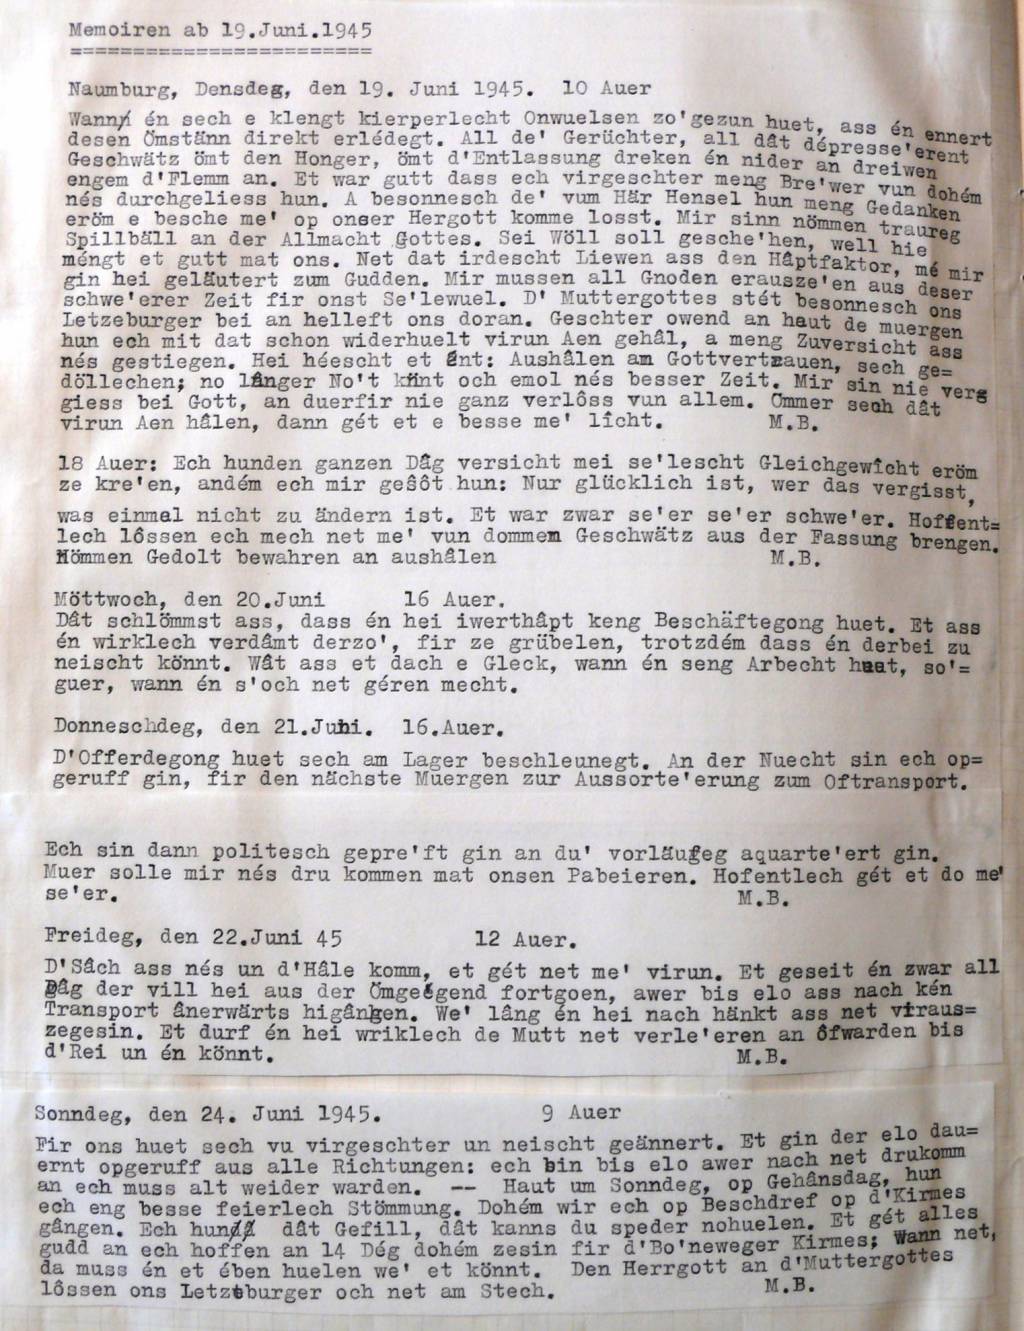 Memoiren ab 19.Juni.1945
=========================
Naumburg, Densdeg, den 19. Juni 1945. 10 Auer
Wann én sech e klengt kierperlecht Onwuelsen zo'gezun huet, ass én ennert
desen Ömstänn direkt erlédegt. All de' Gerüchter, all dât dépresse'erent
Geschwätz ömt den Honger, ömt d'Entlassung dreken én nider an dreiwen
engem d'Flemm an. Et war gutt dass ech virgeschter meng Bre'wer vun dohém
nés durchgeliess hun. A besonnesch de' vum Här Hensel hun meng Gedanken
eröm e besche me' op onser Hergott komme losst. Mir sinn nömmen traureg
Spillbäll an der Allmacht Gottes. Sei Wöll soll gesche'hen, well hie
méngt et gutt mat ons. Net dat irdescht Liewen ass den Hâptfaktor, mé mir
gin hei geläutert zum Gudden. Mir mussen all Gnoden erausze'en aus deser
schwe'erer Zeit fir onst Se'lewuel. D' Muttergottes stét besonnesch ons
Letzeburger bei an helleft ons doran. Geschter owend an haut de muergen
hun ech mit dat schon widerhuelt virun Aen gehâl, a meng Zuversicht ass
nés gestiegen. Hei héescht et ént: Aushâlen am Gottvertrauen, sech ge=
döllechen; no lânger No't kënt och emol nés besser Zeit. Mir sin nie verg
giess bei Gott, an duerfir nie ganz verlôss vun allem. Ömmer sech dât
virun Aen hâlen, dann gét et e besse me' lîcht. M.B.
18 Auer: Ech hunden ganzen Dâg versicht mei se'lescht Gleichgewîcht eröm
ze kre'en, andém ech mir gesôt hun: Nur glücklich ist, wer das vergisst,
was einmal nicht zu ändern ist. Et war zwar se'er se'er schwe'er. Hoffent=
lech lôssen ech mech net me' vun dommem Geschwätz aus der Fassung brengen.
Nömmen Gedolt bewahren an aushâlen M.B.
Möttwoch, den 20.Juni 16 Auer.
Dât schlömmst ass, dass én hei iwerthâpt keng Beschäftegong huet. Et ass
én wirklech verdâmt derzo', fir ze grübelen, trotzdém dass én derbei zu
neischt könnt. Wât ass et dach e Gleck, wann én seng Arbecht huat, so'=
guer, wann én s'och net géren mecht.
Donneschdeg, den 21.Juni. 16.Auer.
D'Offerdegong huet sech am Lager beschleunegt. An der Nuecht sin ech op=
geruff gin, fir den nächste Muergen zur Aussorte'erung zum Oftransport.
Ech sin dann politesch gepre'ft gin an du' vorläufeg aquarte'ert gin.
Muer solle mir nés dru kommen mat onsen Pabeieren. Hofentlech gét et do me'
se'er. M.B.
Freideg, den 22.Juni 45 12 Auer.
D'Sâch ass nés un d'Hâle komm, et gét net me' virun. Et geseit én zwar all
Dâg der vill hei aus der Ömgeégend fortgoen, awer bis elo ass nach kén
Transport ânerwärts higângen. We' lâng én hei nach hänkt ass net viraus=
zegesin. Et durf én hei wriklech de Mutt net verle'eren an ôfwarden bis
d'Rei un én könnt. M.B.
Sonndeg, den 24. Juni 1945. 9 Auer
Fir ons huet sech vu virgeschter un neischt geännert. Et gin der elo dau=
ernt opgeruff aus alle Richtungen: ech bin bis elo awer nach net drukomm
an ech muss alt weider warden. -- Haut um Sonndeg, op Gehânsdag, hun
ech eng besse feierlech Stömmung. Dohém wir ech op Beschdref op d'Kirmes
gângen. Ech hun dât Gefill, dât kanns du speder nohuelen. Et gét alles
gudd an ech hoffen an 14 Dég dohém zesin fir d'Bo'neweger Kirmes; Wann net,
da muss én et ében huelen we' et könnt. Den Herrgott an d'Muttergottes
lôssen ons Letzeburger och net am Stech. M.B.